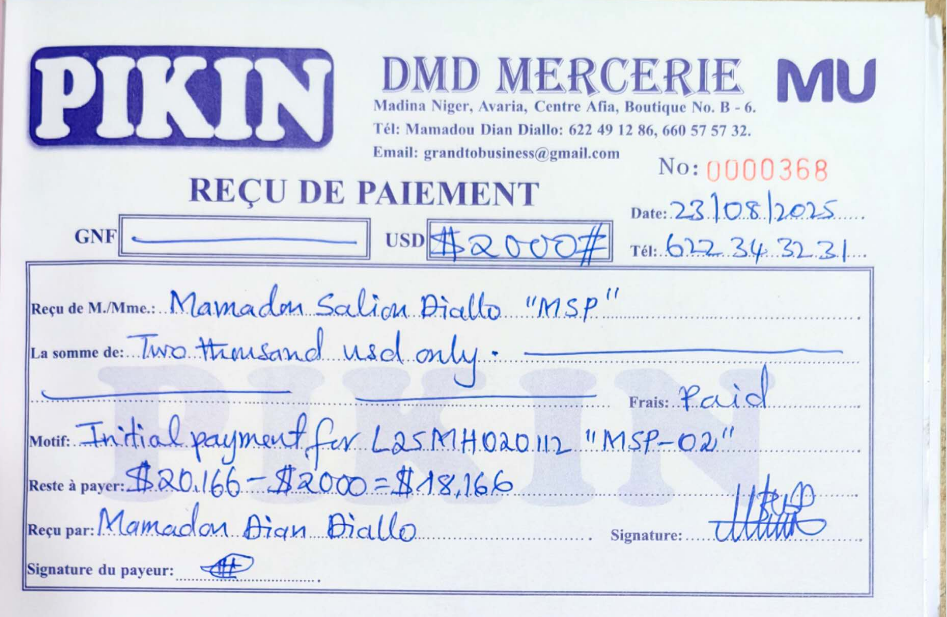 PIKIN
DMD MERCERIE MU
Madina Niger, Avaria, Centre Afia, Boutique No. B - 6.
Tél: Mamadou Dian Diallo: 622 49 12 86, 660 57 57 32.
Email: grandtobusiness@gmail.com
No: 0000368
REÇU DE PAIEMENT
Date: 23/08/2025
GNF USD #$2000#
Tél: 622 34 32 31
Reçu de M./Mme.: Mamadou Saliou Diallo "MSP"
La somme de: Two thousand usd only.
Frais: Paid
Motif: Initial payment for L25MH020112 "MSP-02"
Reste à payer: $20.166 - $2000 = $18,166
Reçu par: Mamadou Dian Diallo Signature:
Signature du payeur:
PIKIN